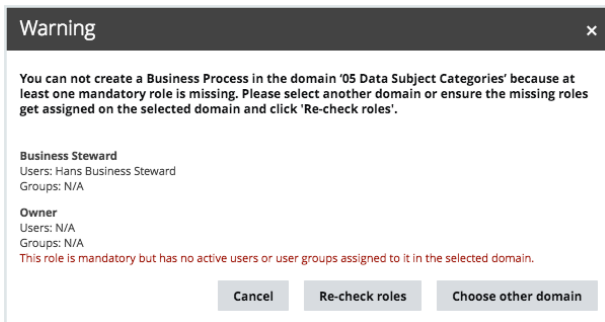 Warning
×
You can not create a Business Process in the domain ‘05 Data Subject Categories’ because at
least one mandatory role is missing. Please select another domain or ensure the missing roles
get assigned on the selected domain and click 'Re-check roles'.
Business Steward
Users: Hans Business Steward
Groups: N/A
Owner
Users: N/A
Groups: N/A
This role is mandatory but has no active users or user groups assigned to it in the selected domain.
Cancel Re-check roles Choose other domain